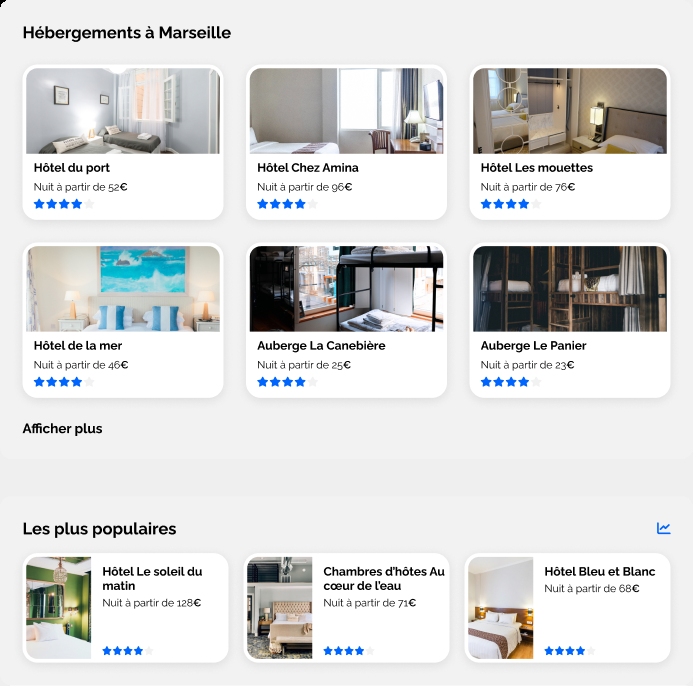 Hébergements à Marseille
Hôtel du port
Nuit à partir de 52€
Hôtel Chez Amina
Nuit à partir de 96€
Hôtel Les mouettes
Nuit à partir de 76€
Hôtel de la mer
Nuit à partir de 46€
Auberge La Canebière
Nuit à partir de 25€
Auberge Le Panier
Nuit à partir de 23€
Afficher plus
Les plus populaires
Hôtel Le soleil du
matin
Nuit à partir de 128€
Chambres d'hôtes Au
cœur de l'eau
Nuit à partir de 71€
Hôtel Bleu et Blanc
Nuit à partir de 68€